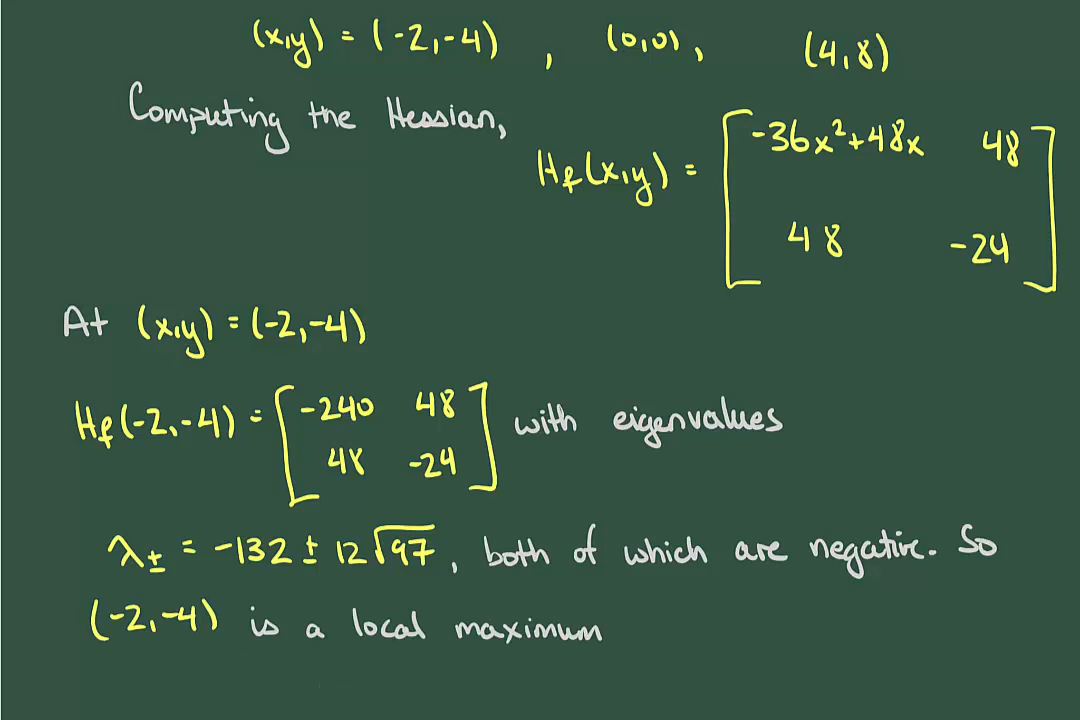 (x,y) = (-2,-4) , (0,0), (4,8)
Computing the Hessian,
Hf(x,y) = [-36x²+48x 48
48 -24]
At (x,y) = (-2,-4)
Hf(-2,-4) = [-240 48
48 -24] with eigenvalues
λ± = -132 ± 12√97, both of which are negative. So
(-2,-4) is a local maximum